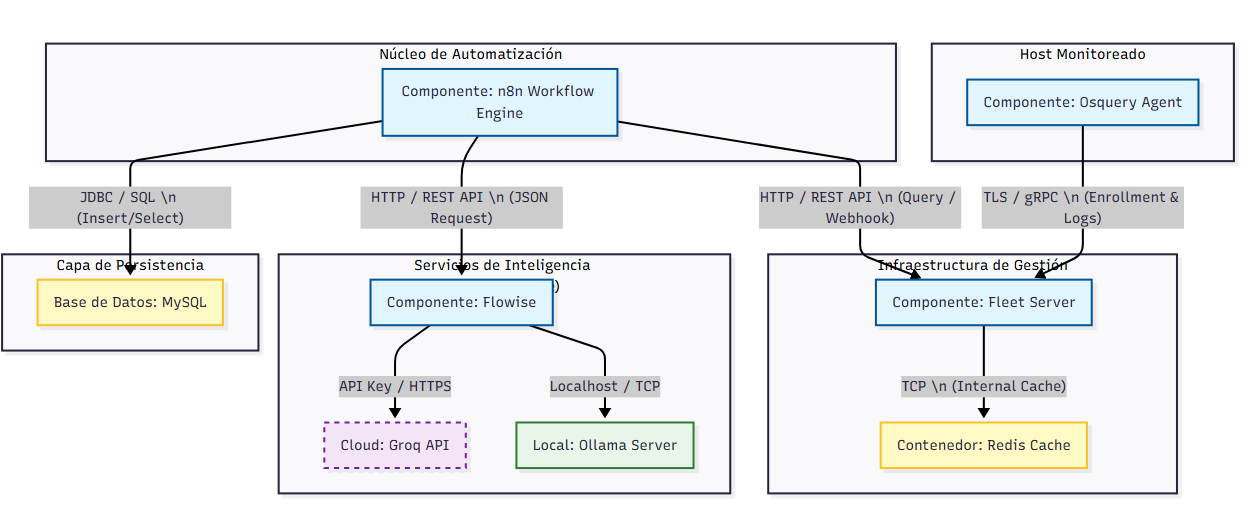 Núcleo de Automatización
Host Monitoreado
Componente: n8n Workflow
Engine
Componente: Osquery Agent
JDBC / SQL \n
(Insert/Select)
HTTP / REST API \n (JSON
Request)
HTTP / REST API \n (Query /
Webhook)
TLS / gRPC \n (Enrollment &
Logs)
Capa de Persistencia
Servicios de Inteligencia
Infraestructura de Gestión
Base de Datos: MySQL
Componente: Flowise
Componente: Fleet Server
API Key / HTTPS
Localhost / TCP
TCP \n (Internal Cache)
Cloud: Groq API
Local: Ollama Server
Contenedor: Redis Cache